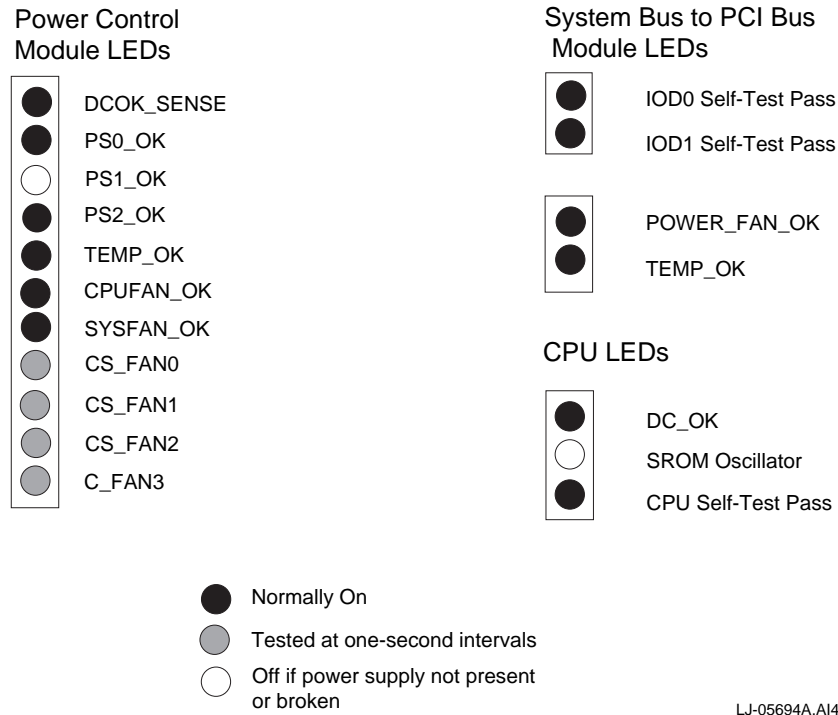 Power Control
Module LEDs
DCOK_SENSE
PS0_OK
PS1_OK
PS2_OK
TEMP_OK
CPUFAN_OK
SYSFAN_OK
CS_FAN0
CS_FAN1
CS_FAN2
C_FAN3
System Bus to PCI Bus
Module LEDs
IOD0 Self-Test Pass
IOD1 Self-Test Pass
POWER_FAN_OK
TEMP_OK
CPU LEDs
DC_OK
SROM Oscillator
CPU Self-Test Pass
Normally On
Tested at one-second intervals
Off if power supply not present
or broken
LJ-05694A.AI4